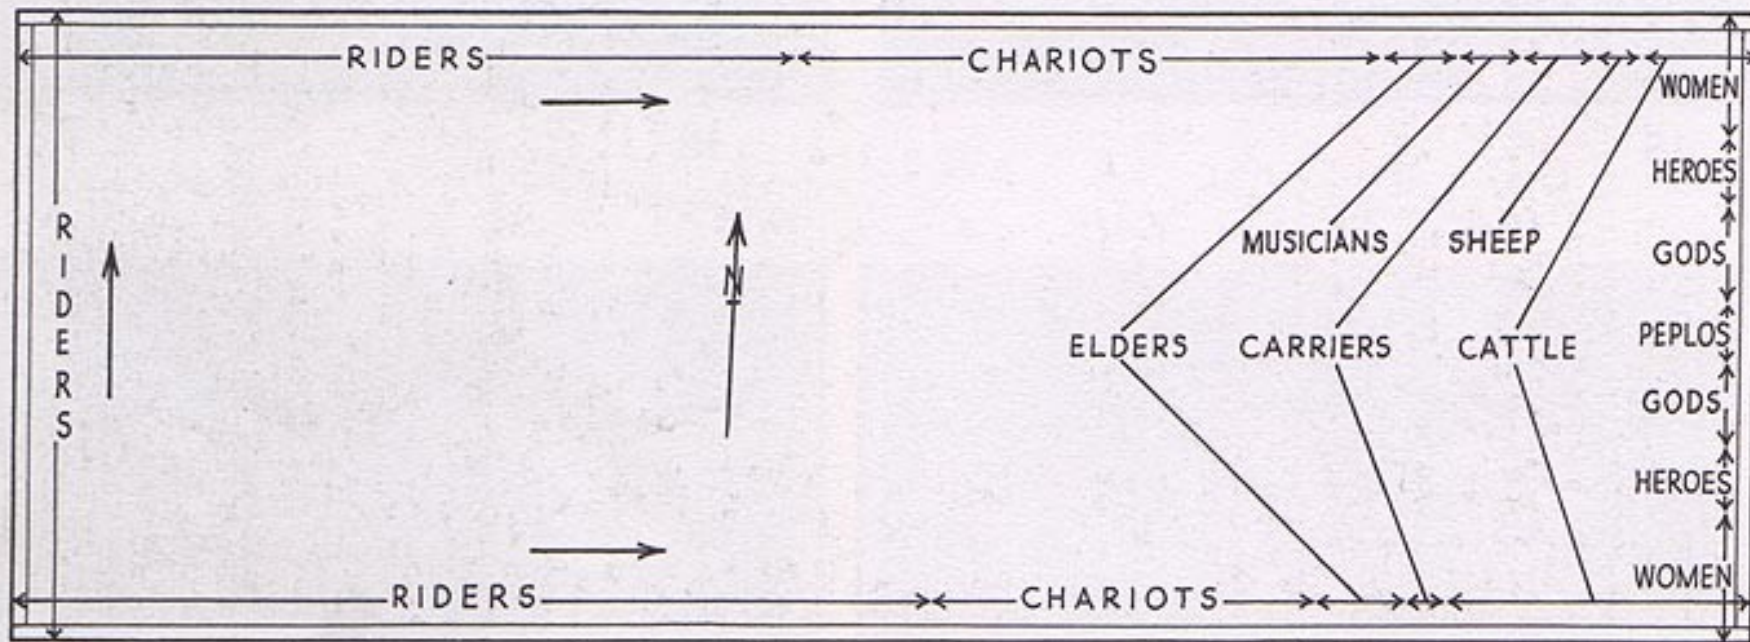 RIDERS
CHARIOTS
WOMEN
HEROES
RIDERS
MUSICIANS
SHEEP
GODS
N
ELDERS
CARRIERS
CATTLE
PEPLOS
GODS
HEROES
WOMEN
RIDERS
CHARIOTS